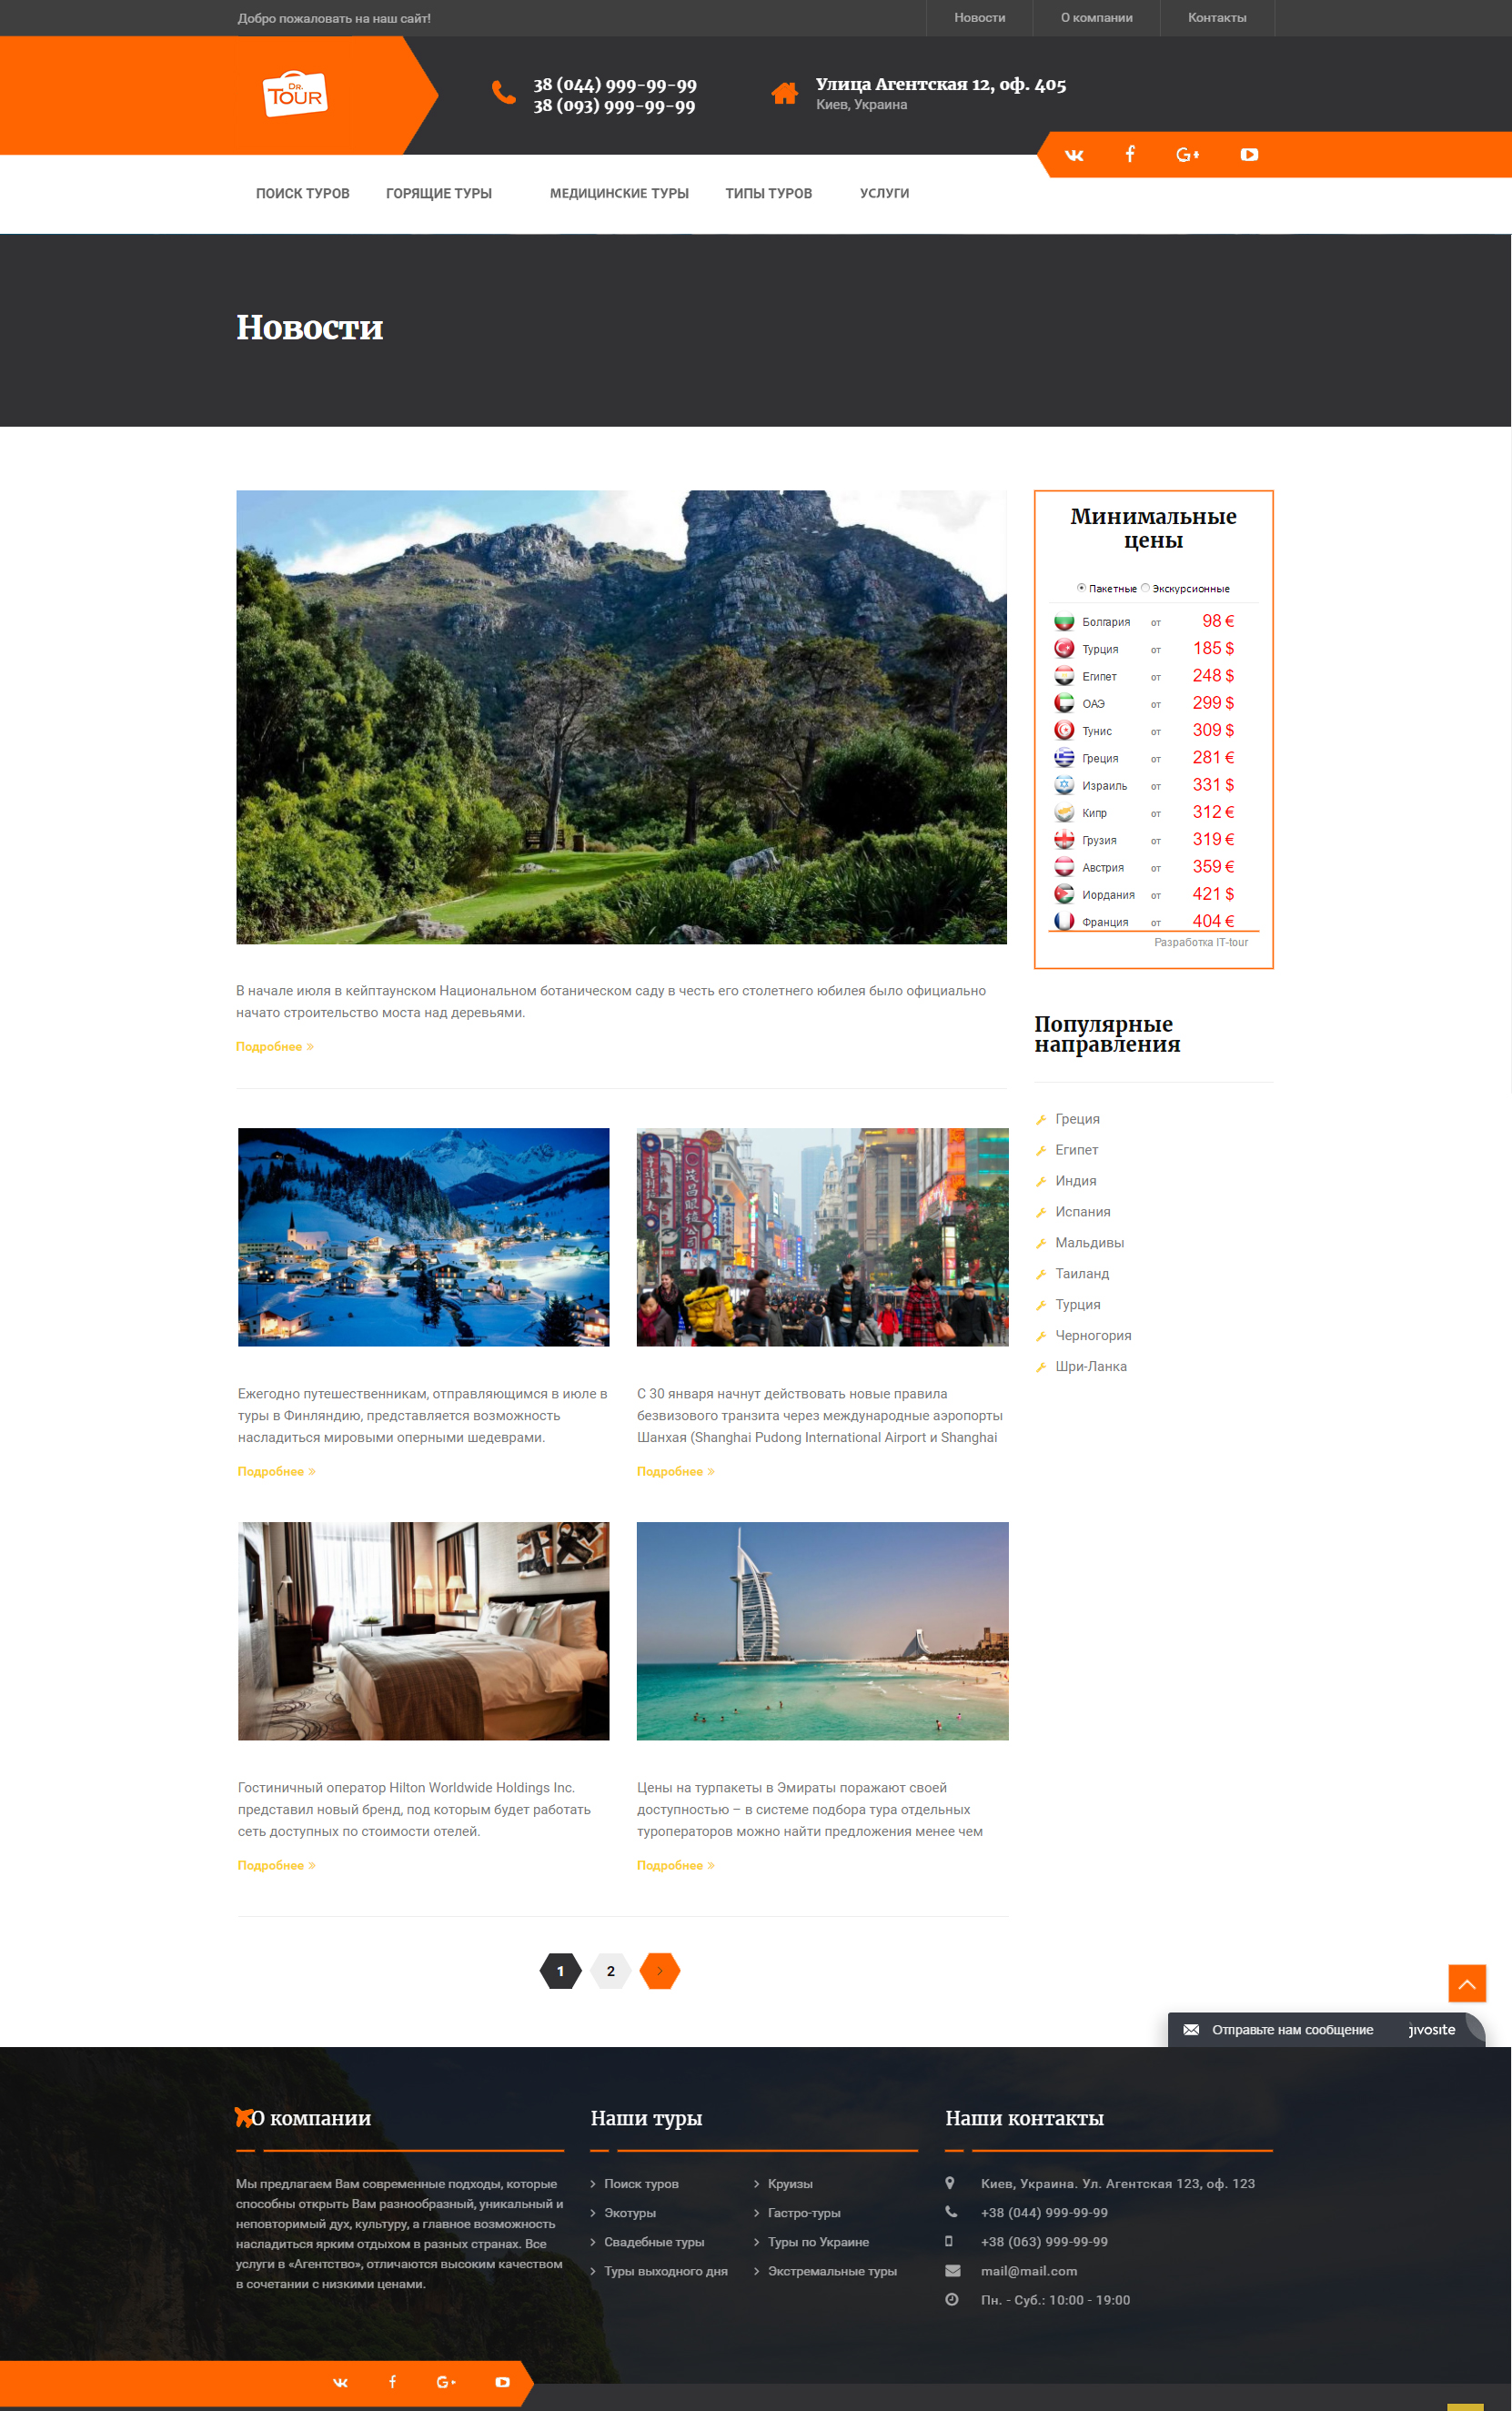 Добро пожаловать на наш сайт!
Новости
О компании
Контакты
DR.
TOUR
38 (044) 999-99-99
38 (093) 999-99-99
Улица Агентская 12, оф. 405
Киев, Украина
ПОИСК ТУРОВ
ГОРЯЩИЕ ТУРЫ
МЕДИЦИНСКИЕ ТУРЫ
ТИПЫ ТУРОВ
УСЛУГИ
Новости
В начале июля в кейптаунском Национальном ботаническом саду в честь его столетнего юбилея было официально
начато строительство моста над деревьями.
Подробнее »
Ежегодно путешественникам, отправляющимся в июле в
туры в Финляндию, представляется возможность
насладиться мировыми оперными шедеврами.
Подробнее »
С 30 января начнут действовать новые правила
безвизового транзита через международные аэропорты
Шанхая (Shanghai Pudong International Airport и Shanghai
Подробнее »
Гостиничный оператор Hilton Worldwide Holdings Inc.
представил новый бренд, под которым будет работать
сеть доступных по стоимости отелей.
Подробнее »
Цены на турпакеты в Эмираты поражают своей
доступностью – в системе подбора тура отдельных
туроператоров можно найти предложения менее чем
Подробнее »
1
2
Минимальные
цены
Пакетные Экскурсионные
Болгария от 98 €
Турция от 185 $
Египет от 248 $
ОАЭ от 299 $
Тунис от 309 $
Греция от 281 €
Израиль от 331 $
Кипр от 312 €
Грузия от 319 €
Австрия от 359 €
Иордания от 421 $
Франция от 404 €
Разработка IT-tour
Популярные
направления
Греция
Египет
Индия
Испания
Мальдивы
Таиланд
Турция
Черногория
Шри-Ланка
Отправьте нам сообщение
jivosite
О компании
Мы предлагаем Вам современные подходы, которые
способны открыть Вам разнообразный, уникальный и
неповторимый дух, культуру, а главное возможность
насладиться ярким отдыхом в разных странах. Все
услуги в «Агентство», отличаются высоким качеством
в сочетании с низкими ценами.
Наши туры
Поиск туров
Экотуры
Свадебные туры
Туры выходного дня
Круизы
Гастро-туры
Туры по Украине
Экстремальные туры
Наши контакты
Киев, Украина. Ул. Агентская 123, оф. 123
+38 (044) 999-99-99
+38 (063) 999-99-99
mail@mail.com
Пн. - Суб.: 10:00 - 19:00